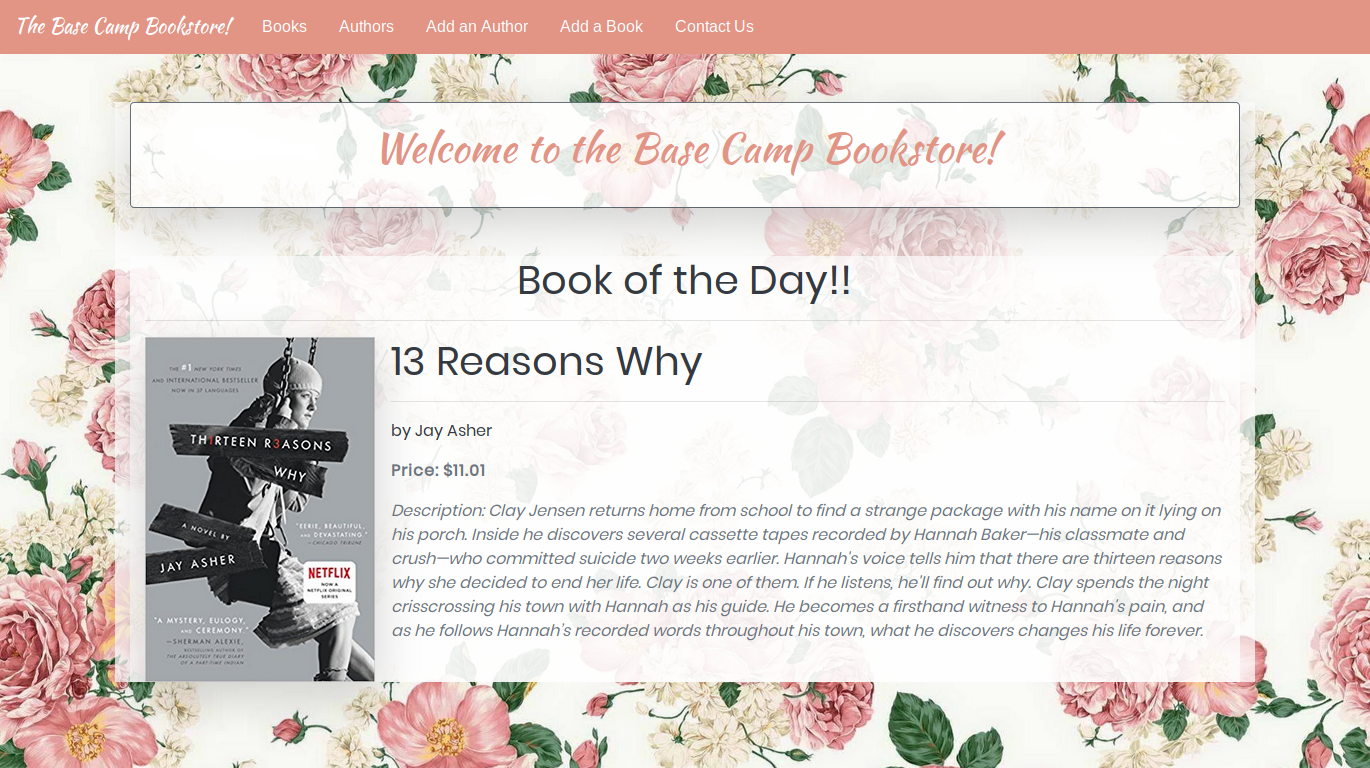 The Base Camp Bookstore! Books Authors Add an Author Add a Book Contact Us
Welcome to the Base Camp Bookstore!
Book of the Day!!
THE #1 NEW YORK TIMES
AND INTERNATIONAL BESTSELLER
NOW IN 37 LANGUAGES
TH1RTEEN R3ASONS
WHY
A NOVEL BY
JAY ASHER
"EERIE, BEAUTIFUL,
AND DEVASTATING."
—CHICAGO TRIBUNE
NETFLIX
NOW A
NETFLIX ORIGINAL
SERIES
"A MYSTERY, EULOGY,
AND CEREMONY."
—SHERMAN ALEXIE,
BESTSELLING AUTHOR OF
THE ABSOLUTELY TRUE DIARY
OF A PART-TIME INDIAN
13 Reasons Why
by Jay Asher
Price: $11.01
Description: Clay Jensen returns home from school to find a strange package with his name on it lying on
his porch. Inside he discovers several cassette tapes recorded by Hannah Baker—his classmate and
crush—who committed suicide two weeks earlier. Hannah's voice tells him that there are thirteen reasons
why she decided to end her life. Clay is one of them. If he listens, he'll find out why. Clay spends the night
crisscrossing his town with Hannah as his guide. He becomes a firsthand witness to Hannah's pain, and
as he follows Hannah's recorded words throughout his town, what he discovers changes his life forever.